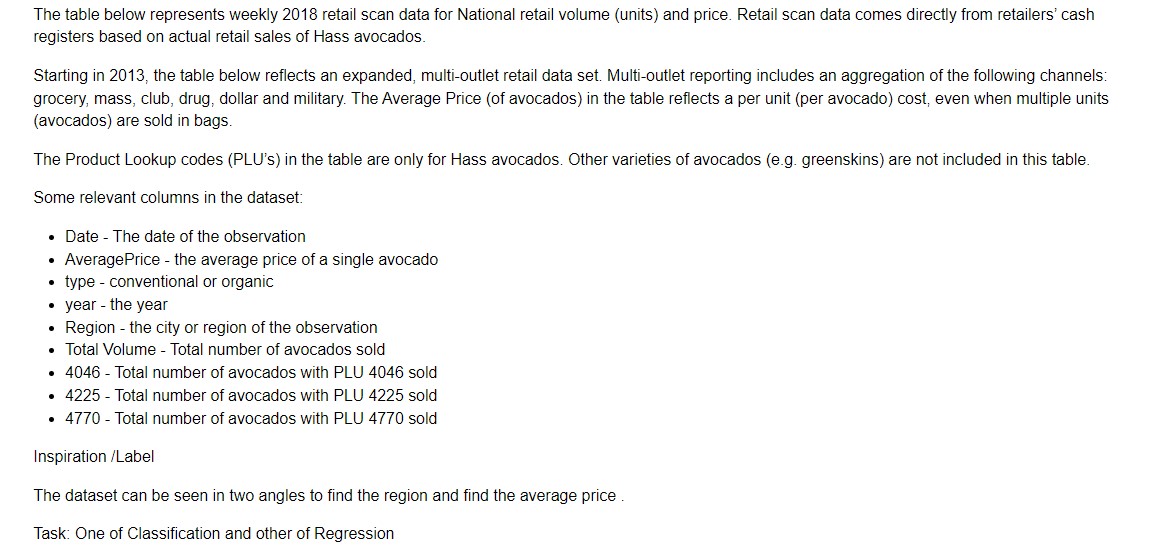 The table below represents weekly 2018 retail scan data for National retail volume (units) and price. Retail scan data comes directly from retailers’ cash
registers based on actual retail sales of Hass avocados.
Starting in 2013, the table below reflects an expanded, multi-outlet retail data set. Multi-outlet reporting includes an aggregation of the following channels:
grocery, mass, club, drug, dollar and military. The Average Price (of avocados) in the table reflects a per unit (per avocado) cost, even when multiple units
(avocados) are sold in bags.
The Product Lookup codes (PLU’s) in the table are only for Hass avocados. Other varieties of avocados (e.g. greenskins) are not included in this table.
Some relevant columns in the dataset:
• Date - The date of the observation
• AveragePrice - the average price of a single avocado
• type - conventional or organic
• year - the year
• Region - the city or region of the observation
• Total Volume - Total number of avocados sold
• 4046 - Total number of avocados with PLU 4046 sold
• 4225 - Total number of avocados with PLU 4225 sold
• 4770 - Total number of avocados with PLU 4770 sold
Inspiration /Label
The dataset can be seen in two angles to find the region and find the average price .
Task: One of Classification and other of Regression